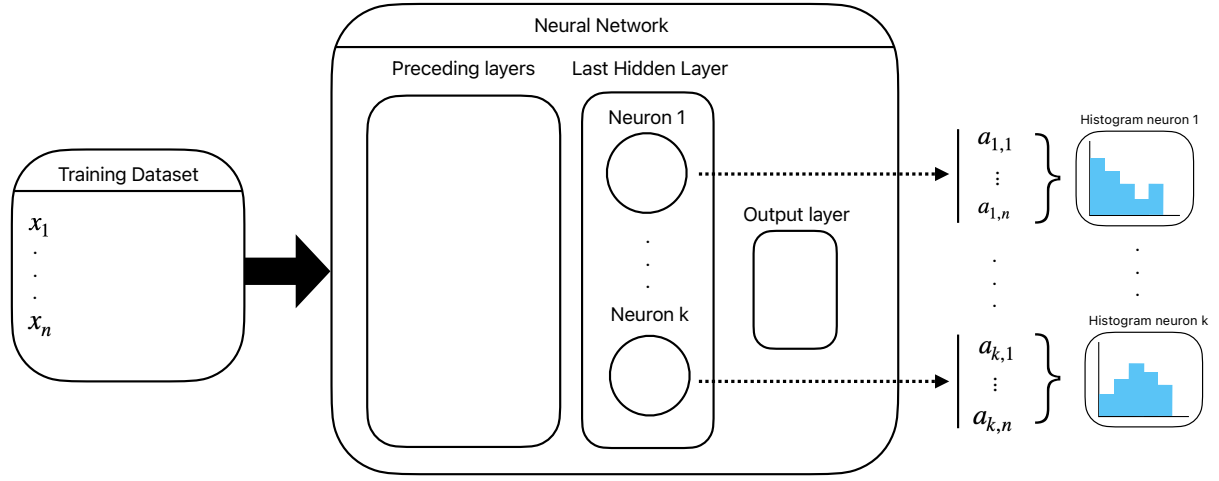 Neural Network
Preceding layers
Last Hidden Layer
Neuron 1
Histogram neuron 1
a1,1
⋮
a1,n
Training Dataset
x1
.
.
.
xn
Output layer
.
.
.
Neuron k
.
.
.
.
.
.
Histogram neuron k
ak,1
⋮
ak,n